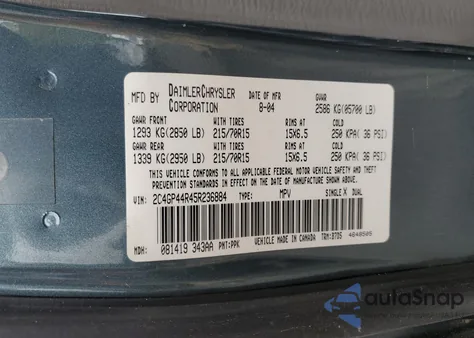 MFD BY DAIMLERCHRYSLER CORPORATION DATE OF MFR 8-04 GVWR 2586 KG(05700 LB)
GAWR FRONT WITH TIRES RIMS AT COLD
1293 KG(2850 LB) 215/70R15 15X6.5 250 KPA( 36 PSI)
GAWR REAR WITH TIRES RIMS AT COLD
1339 KG(2950 LB) 215/70R15 15X6.5 250 KPA( 36 PSI)
THIS VEHICLE CONFORMS TO ALL APPLICABLE FEDERAL MOTOR VEHICLE SAFETY AND THEFT
PREVENTION STANDARDS IN EFFECT ON THE DATE OF MANUFACTURE SHOWN ABOVE.
VIN: 2C4GP44R45R236884 TYPE: MPV SINGLE X DUAL
VEHICLE MADE IN CANADA 4648505
MDH: 081419 343AA PNT:PPK TRM:D7D5
autoSnap